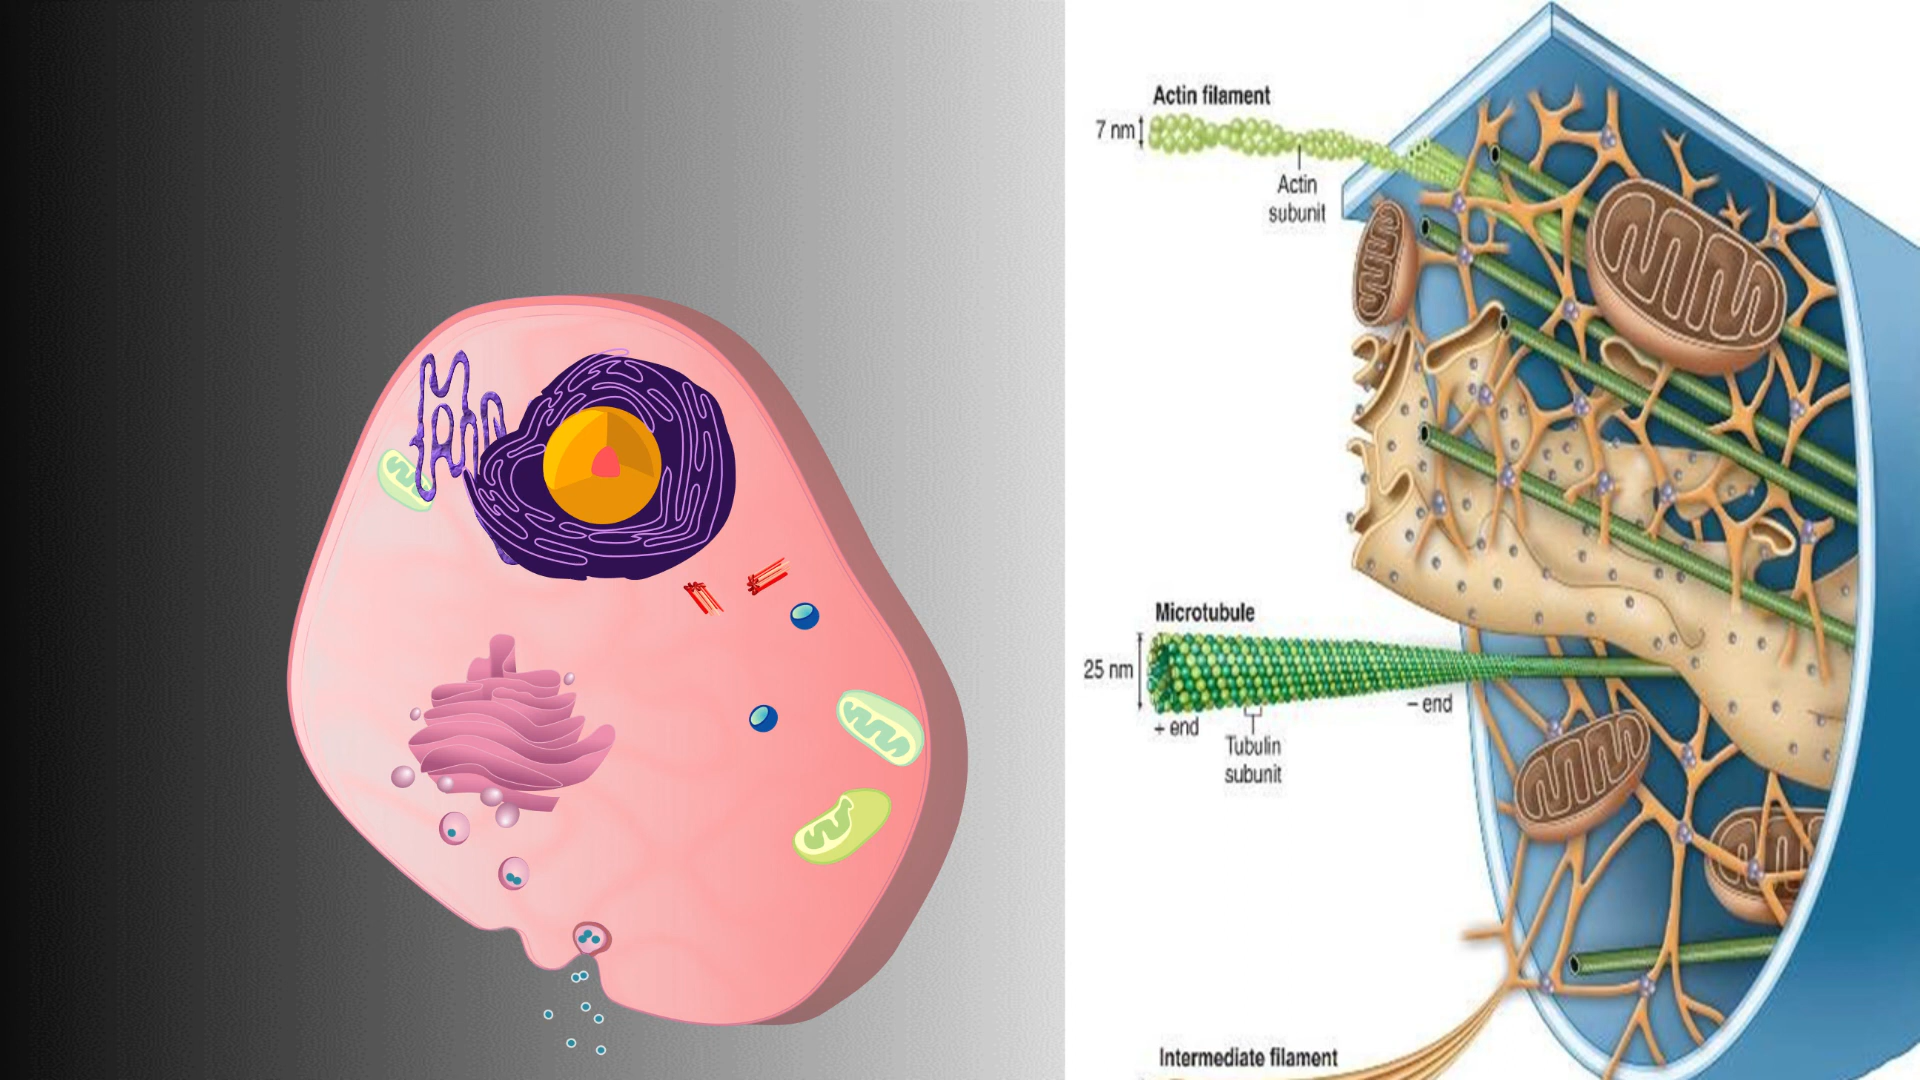 Actin filament
7 nm
Actin
subunit
Microtubule
25 nm
+ end
– end
Tubulin
subunit
Intermediate filament